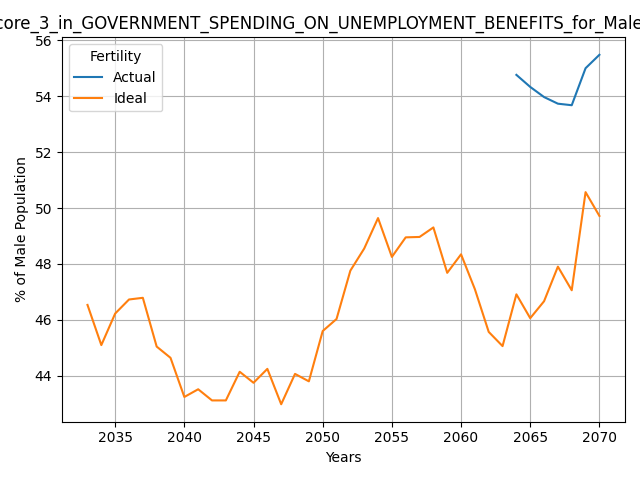 core_3_in_GOVERNMENT_SPENDING_ON_UNEMPLOYMENT_BENEFITS_for_Male
Fertility
Actual
Ideal
56
54
52
50
48
46
44
% of Male Population
2035 2040 2045 2050 2055 2060 2065 2070
Years